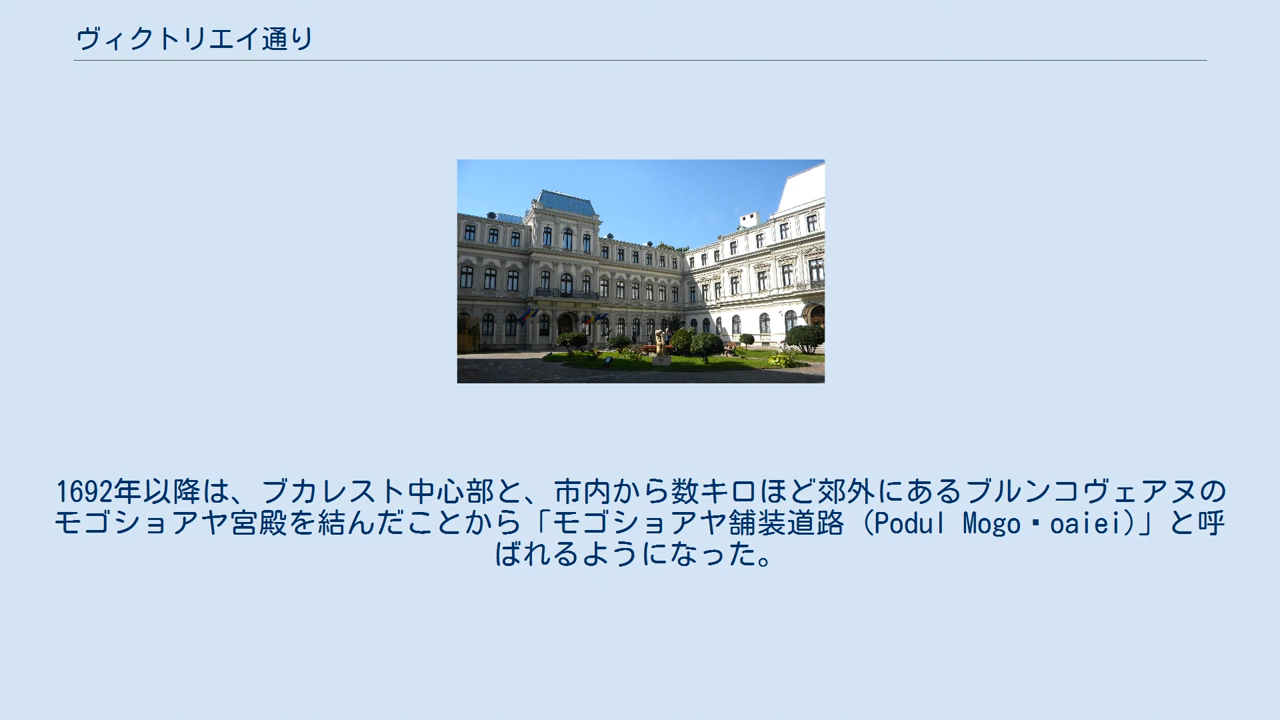 ヴィクトリエイ通り
1692年以降は、ブカレスト中心部と、市内から数キロほど郊外にあるブルンコヴェアヌの
モゴショアヤ宮殿を結んだことから「モゴショアヤ舗装道路 (Podul Mogo▪oaiei)」と呼
ばれるようになった。